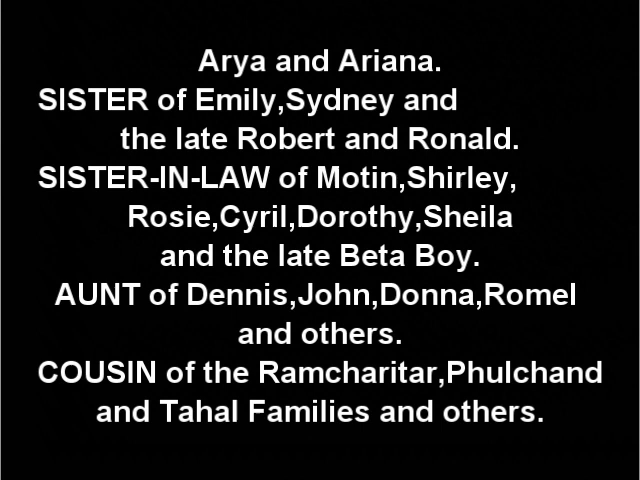 Arya and Ariana.
SISTER of Emily,Sydney and
the late Robert and Ronald.
SISTER-IN-LAW of Motin,Shirley,
Rosie,Cyril,Dorothy,Sheila
and the late Beta Boy.
AUNT of Dennis,John,Donna,Romel
and others.
COUSIN of the Ramcharitar,Phulchand
and Tahal Families and others.